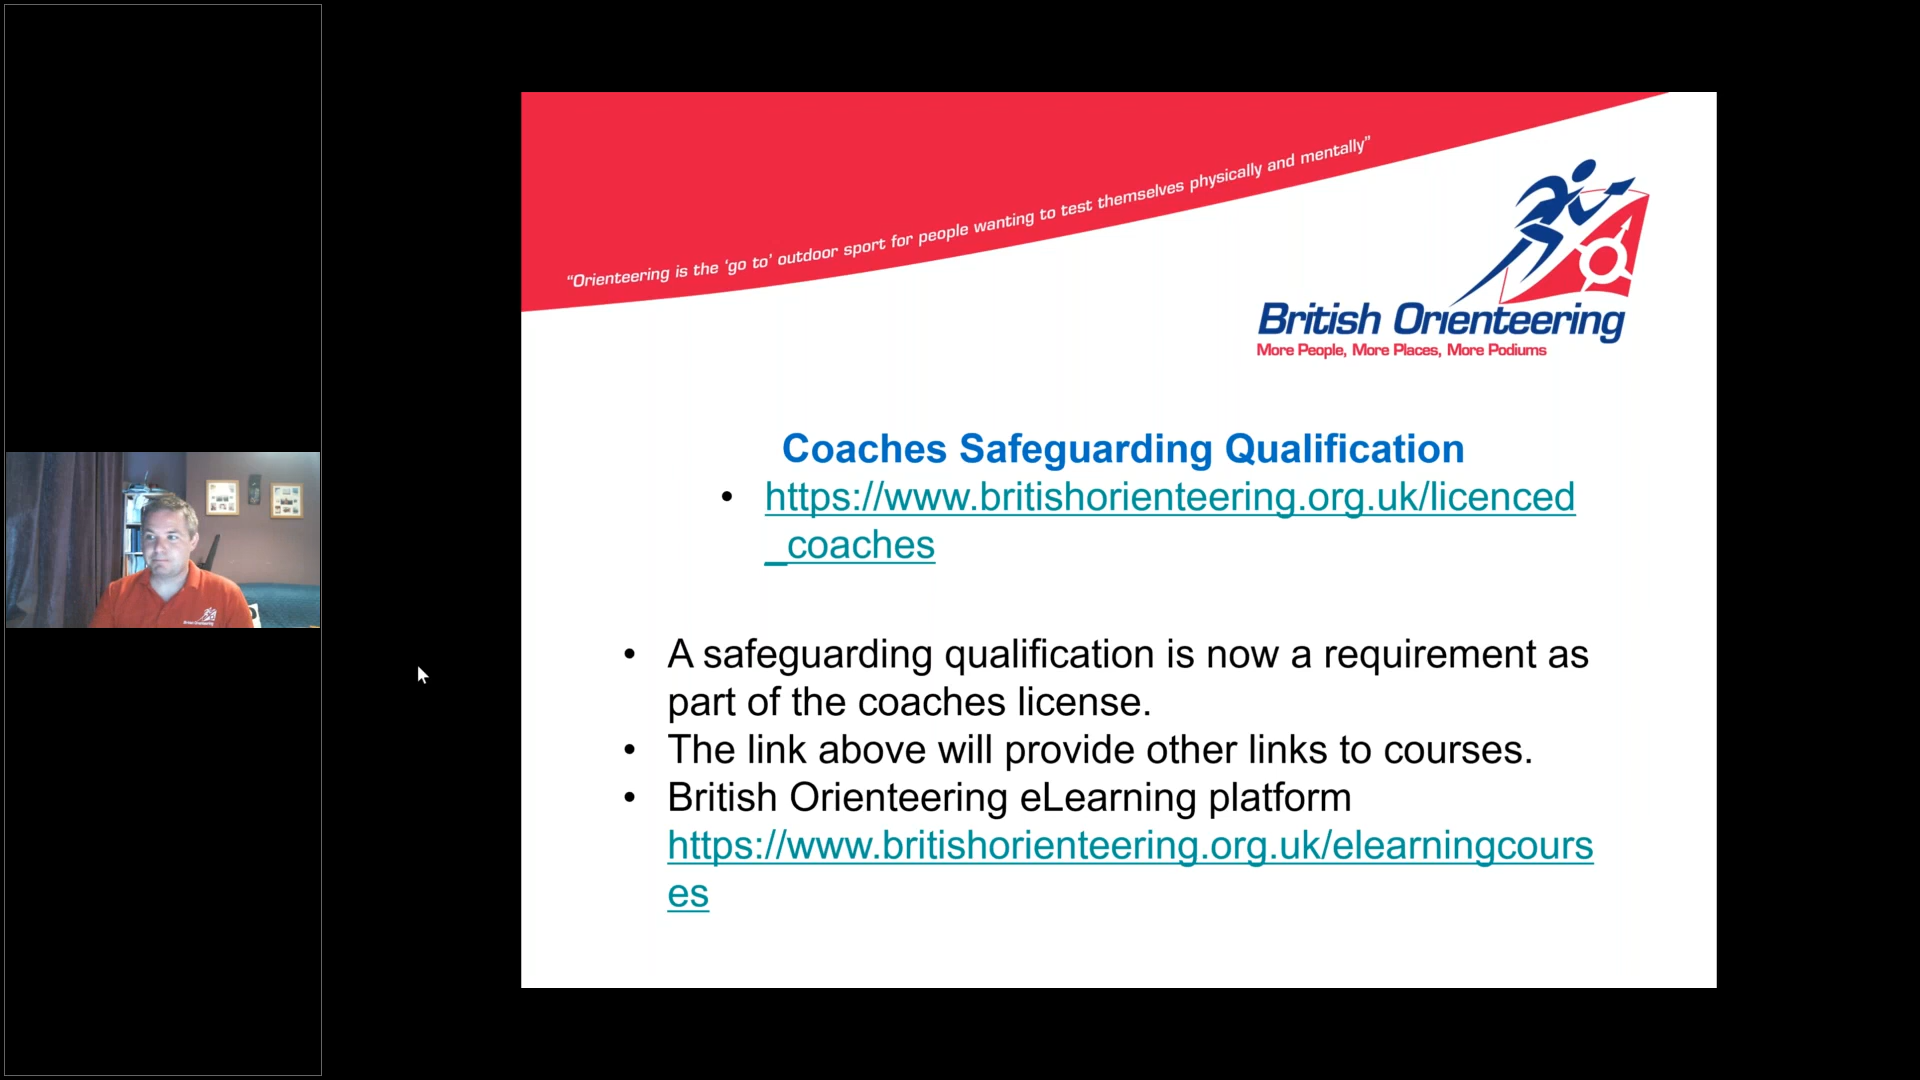 “Orienteering is the ‘go to’ outdoor sport for people wanting to test themselves physically and mentally”
British Orienteering
More People, More Places, More Podiums
Coaches Safeguarding Qualification
• https://www.britishorienteering.org.uk/licenced
_coaches
• A safeguarding qualification is now a requirement as
part of the coaches license.
• The link above will provide other links to courses.
• British Orienteering eLearning platform
https://www.britishorienteering.org.uk/elearningcours
es
British Orienteering